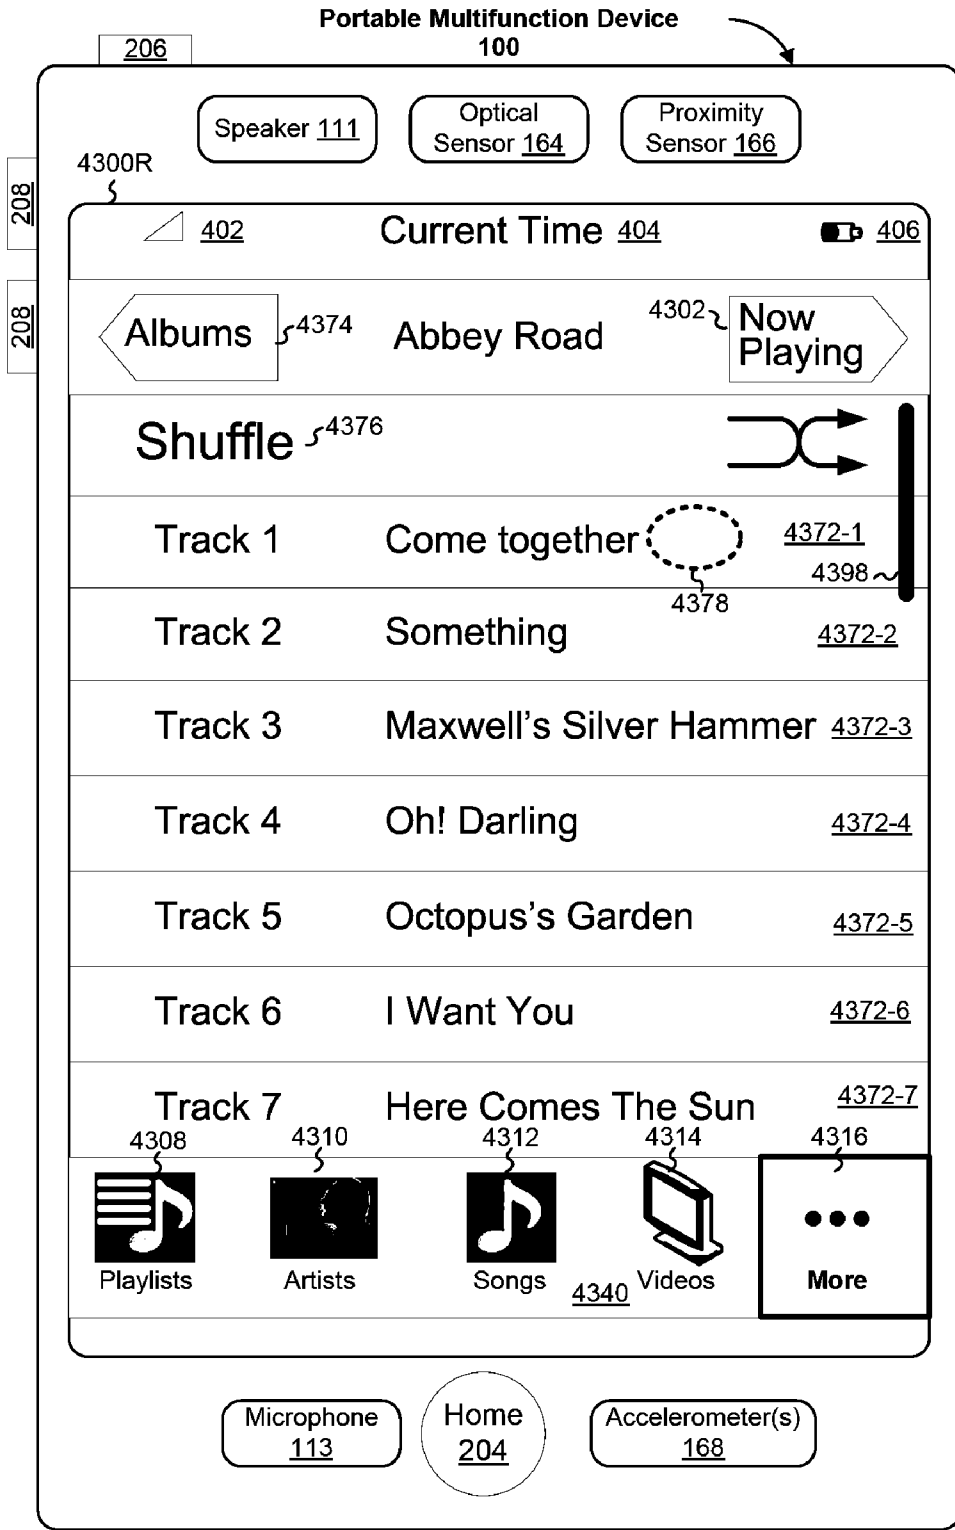 Portable Multifunction Device
100
206
Speaker 111
Optical
Sensor 164
Proximity
Sensor 166
208
208
4300R
402
Current Time 404
406
Albums
4374
Abbey Road
4302
Now
Playing
Shuffle
4376
Track 1
Come together
4378
4372-1
4398
Track 2
Something
4372-2
Track 3
Maxwell's Silver Hammer
4372-3
Track 4
Oh! Darling
4372-4
Track 5
Octopus's Garden
4372-5
Track 6
I Want You
4372-6
Track 7
Here Comes The Sun
4372-7
4308
4310
4312
4314
4316
Playlists
Artists
Songs
4340
Videos
More
Microphone
113
Home
204
Accelerometer(s)
168